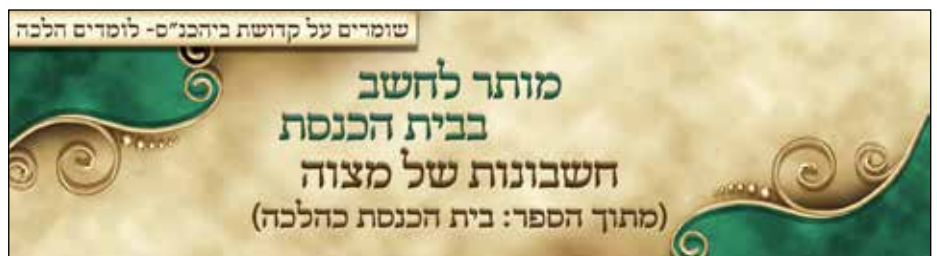 שומרים על קדושת ביהכנ"ס- לומדים הלכה
מותר לחשב
בבית הכנסת
חשבונות של מצוה
(מתוך הספר: בית הכנסת כהלכה)